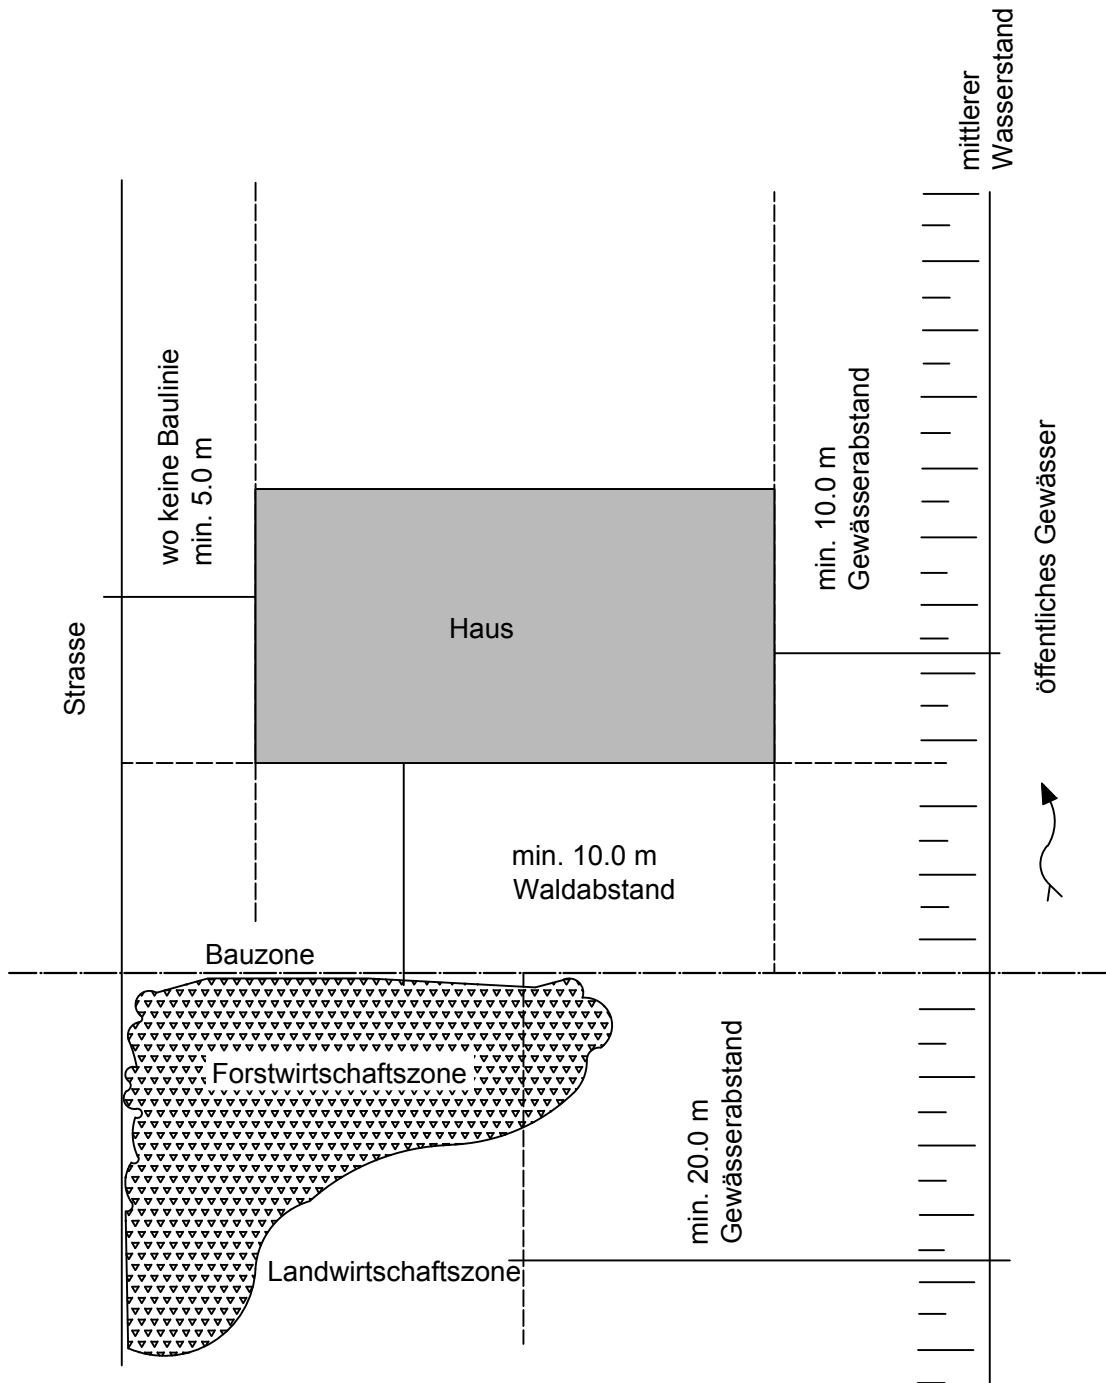 mittlerer
Wasserstand
wo keine Baulinie
min. 5.0 m
min. 10.0 m
Gewässerabstand
öffentliches Gewässer
Strasse
Haus
min. 10.0 m
Waldabstand
Bauzone
Forstwirtschaftszone
min. 20.0 m
Gewässerabstand
Landwirtschaftszone